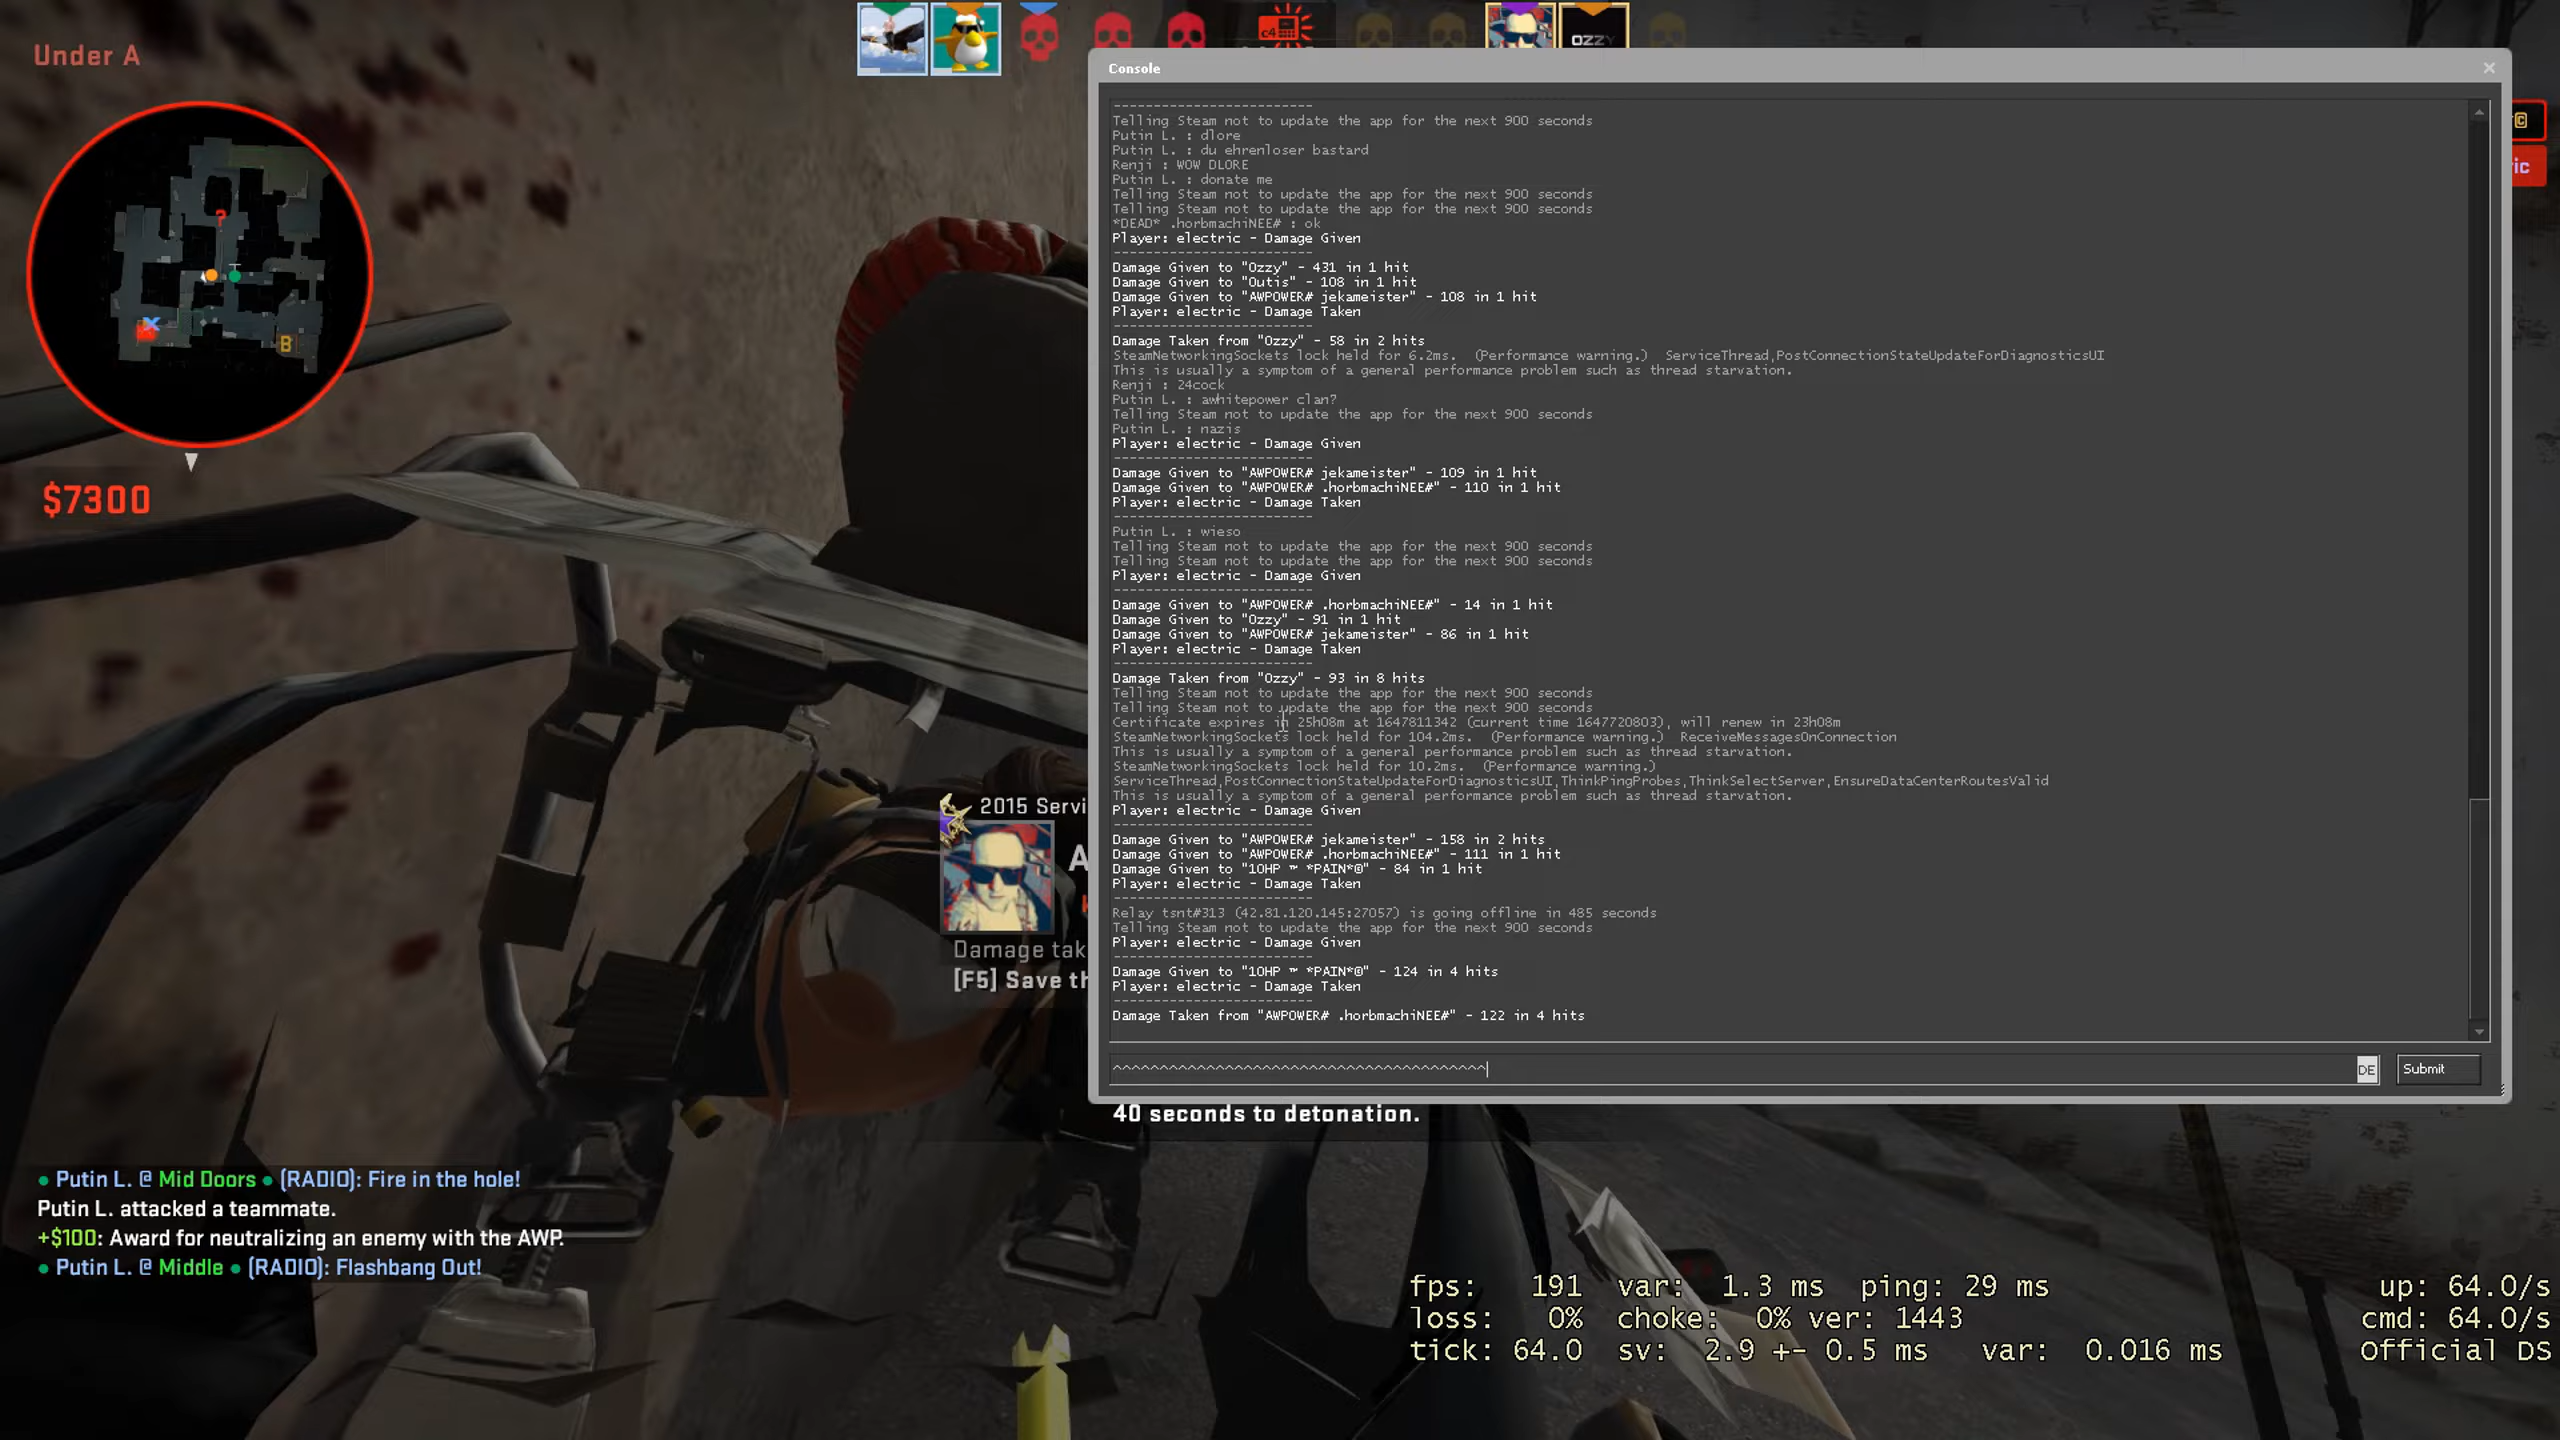 Under A
c4
OZZY
Console
-------------------------
Telling Steam not to update the app for the next 900 seconds
Putin L. : dlore
Putin L. : du ehrenloser bastard
Renji : WOW DLORE
Putin L. : donate me
Telling Steam not to update the app for the next 900 seconds
Telling Steam not to update the app for the next 900 seconds
*DEAD* .horbmachiNEE# : ok
Player: electric - Damage Given
-------------------------
Damage Given to "Ozzy" - 431 in 1 hit
Damage Given to "Outis" - 108 in 1 hit
Damage Given to "AWPOWER# jekameister" - 108 in 1 hit
Player: electric - Damage Taken
-------------------------
Damage Taken from "Ozzy" - 58 in 2 hits
SteamNetworkingSockets lock held for 6.2ms.  (Performance warning.)  ServiceThread,PostConnectionStateUpdateForDiagnosticsUI
This is usually a symptom of a general performance problem such as thread starvation.
Renji : 24cock
Putin L. : awhitepower clan?
Telling Steam not to update the app for the next 900 seconds
Putin L. : nazis
Player: electric - Damage Given
-------------------------
Damage Given to "AWPOWER# jekameister" - 109 in 1 hit
Damage Given to "AWPOWER# .horbmachiNEE#" - 110 in 1 hit
Player: electric - Damage Taken
-------------------------
Putin L. : wieso
Telling Steam not to update the app for the next 900 seconds
Telling Steam not to update the app for the next 900 seconds
Player: electric - Damage Given
-------------------------
Damage Given to "AWPOWER# .horbmachiNEE#" - 14 in 1 hit
Damage Given to "Ozzy" - 91 in 1 hit
Damage Given to "AWPOWER# jekameister" - 86 in 1 hit
Player: electric - Damage Taken
-------------------------
Damage Taken from "Ozzy" - 93 in 8 hits
Telling Steam not to update the app for the next 900 seconds
Telling Steam not to update the app for the next 900 seconds
Certificate expires in 25h08m at 1647811342 (current time 1647720803), will renew in 23h08m
SteamNetworkingSockets lock held for 104.2ms.  (Performance warning.)  ReceiveMessagesOnConnection
This is usually a symptom of a general performance problem such as thread starvation.
SteamNetworkingSockets lock held for 10.2ms.  (Performance warning.)
ServiceThread,PostConnectionStateUpdateForDiagnosticsUI,ThinkPingProbes,ThinkSelectServer,EnsureDataCenterRoutesValid
This is usually a symptom of a general performance problem such as thread starvation.
Player: electric - Damage Given
-------------------------
Damage Given to "AWPOWER# jekameister" - 158 in 2 hits
Damage Given to "AWPOWER# .horbmachiNEE#" - 111 in 1 hit
Damage Given to "10HP ™ *PAIN*®" - 84 in 1 hit
Player: electric - Damage Taken
-------------------------
Relay tsnt#313 (42.81.120.145:27057) is going offline in 485 seconds
Telling Steam not to update the app for the next 900 seconds
Player: electric - Damage Given
-------------------------
Damage Given to "10HP ™ *PAIN*®" - 124 in 4 hits
Player: electric - Damage Taken
-------------------------
Damage Taken from "AWPOWER# .horbmachiNEE#" - 122 in 4 hits
^^^^^^^^^^^^^^^^^^^^^^^^^^^^^^^^^^^^^^^^^^^^^^^
DE
Submit
©
ic
?
B
$7300
2015 Servi
A
Damage tak
[F5] Save th
40 seconds to detonation.
• Putin L. @ Mid Doors • (RADIO): Fire in the hole!
Putin L. attacked a teammate.
+$100: Award for neutralizing an enemy with the AWP.
• Putin L. @ Middle • (RADIO): Flashbang Out!
fps: 191 var: 1.3 ms ping: 29 ms up: 64.0/s
loss: 0% choke: 0% ver: 1443 cmd: 64.0/s
tick: 64.0 sv: 2.9 +- 0.5 ms var: 0.016 ms Official DS